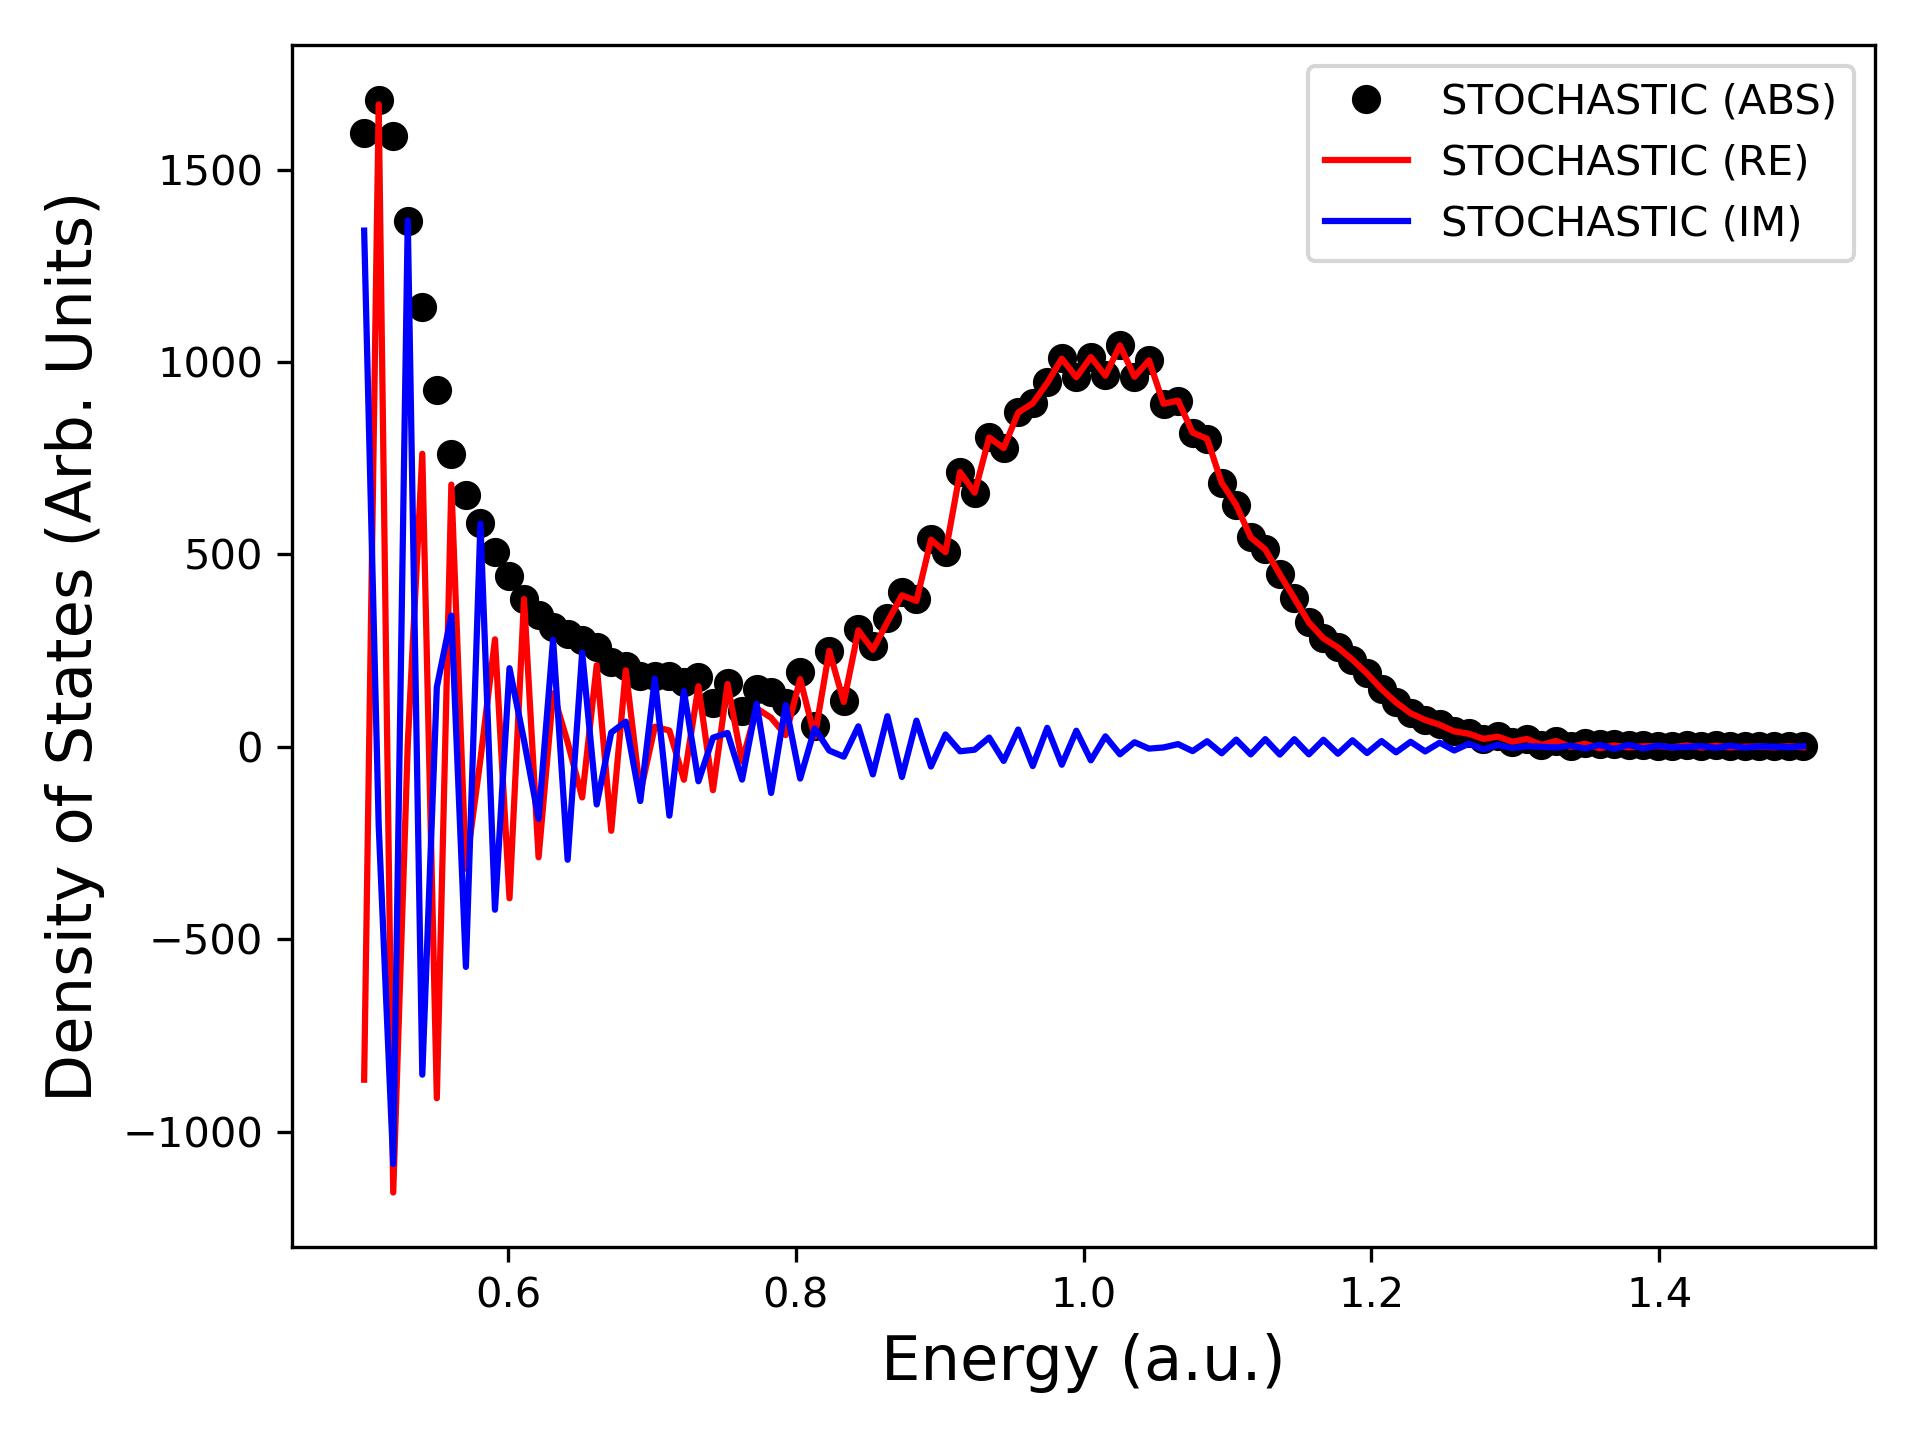 STOCHASTIC (ABS)
STOCHASTIC (RE)
STOCHASTIC (IM)
1500
1000
500
0
−500
−1000
Density of States (Arb. Units)
0.6 0.8 1.0 1.2 1.4
Energy (a.u.)